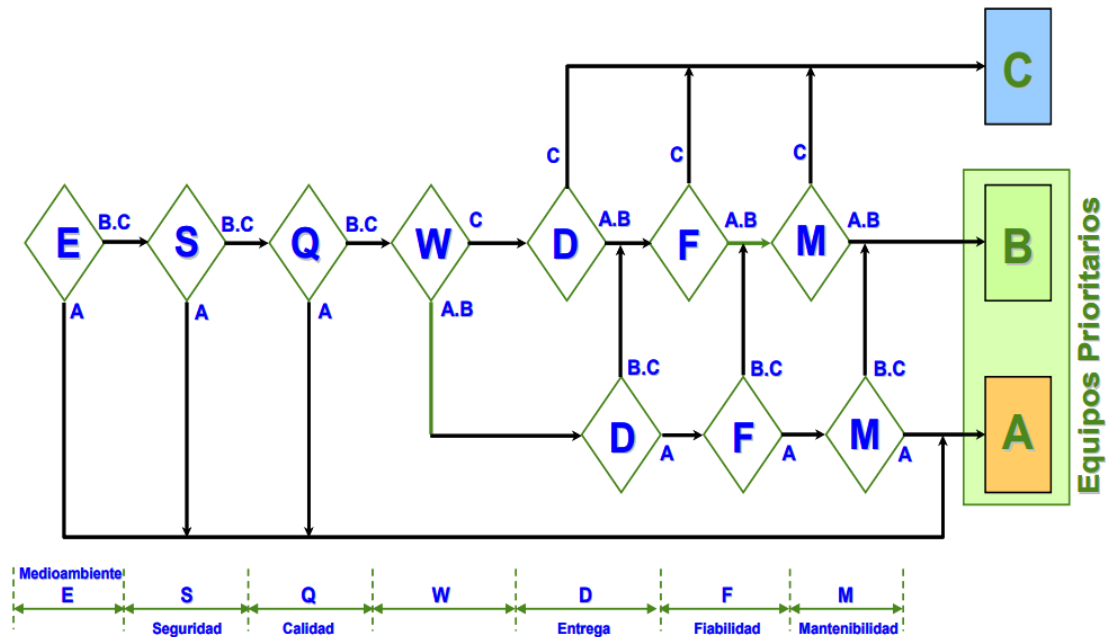 C
C
C
C
B.C
B.C
B.C
C
A.B
A.B
A.B
E
S
Q
W
D
F
M
B
A
A
A
A.B
B.C
B.C
B.C
D
F
M
A
A
A
A
Equipos Prioritarios
Medioambiente
E
S
Q
W
D
F
M
Seguridad
Calidad
Entrega
Fiabilidad
Mantenibilidad